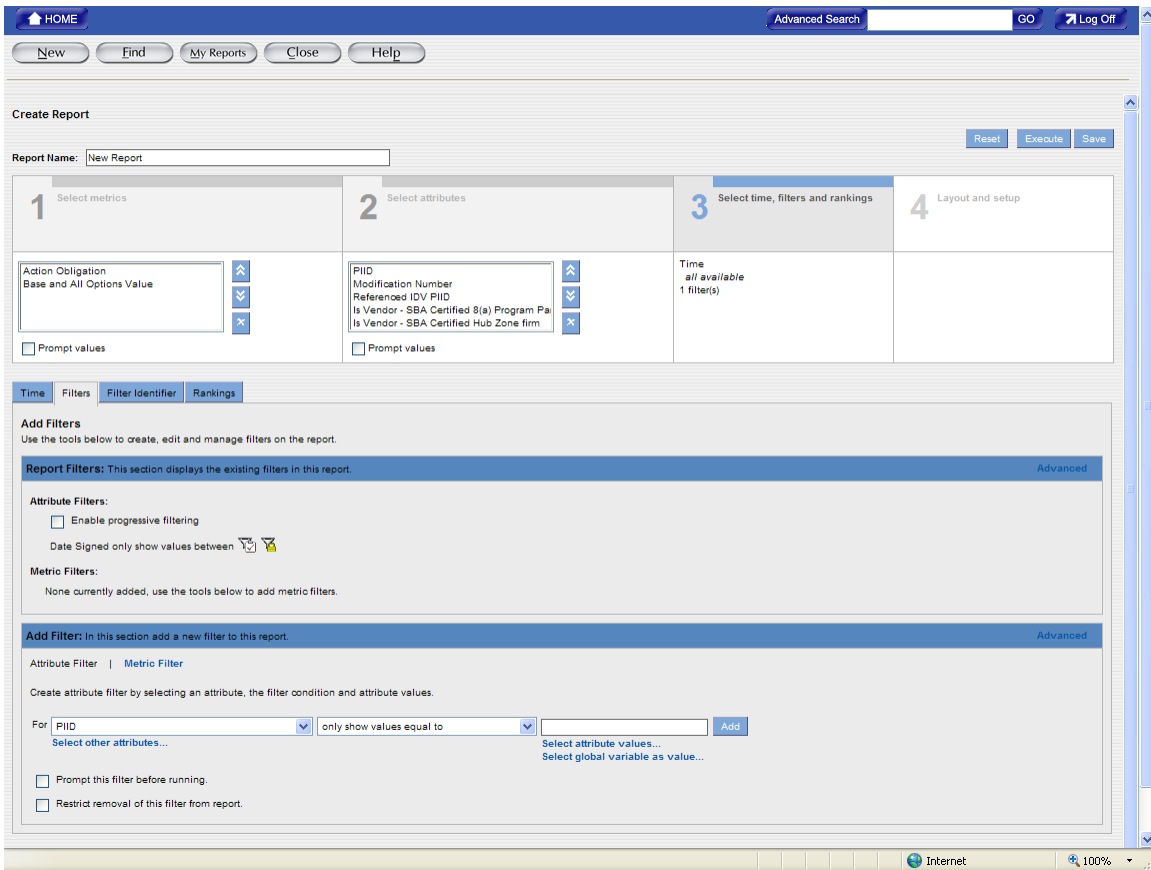 HOME
Advanced Search
GO
Log Off
New
Find
My Reports
Close
Help
Create Report
Reset
Execute
Save
Report Name: New Report
1 Select metrics
2 Select attributes
3 Select time, filters and rankings
4 Layout and setup
Action Obligation
Base and All Options Value
Prompt values
PIID
Modification Number
Referenced IDV PIID
Is Vendor - SBA Certified 8(a) Program Pa
Is Vendor - SBA Certified Hub Zone firm
Prompt values
Time
all available
1 filter(s)
Time
Filters
Filter Identifier
Rankings
Add Filters
Use the tools below to create, edit and manage filters on the report.
Report Filters: This section displays the existing filters in this report.
Advanced
Attribute Filters:
Enable progressive filtering
Date Signed only show values between
Metric Filters:
None currently added, use the tools below to add metric filters.
Add Filter: In this section add a new filter to this report.
Advanced
Attribute Filter | Metric Filter
Create attribute filter by selecting an attribute, the filter condition and attribute values.
For PIID only show values equal to Add
Select other attributes...
Select attribute values...
Select global variable as value...
Prompt this filter before running.
Restrict removal of this filter from report.
Internet
100%